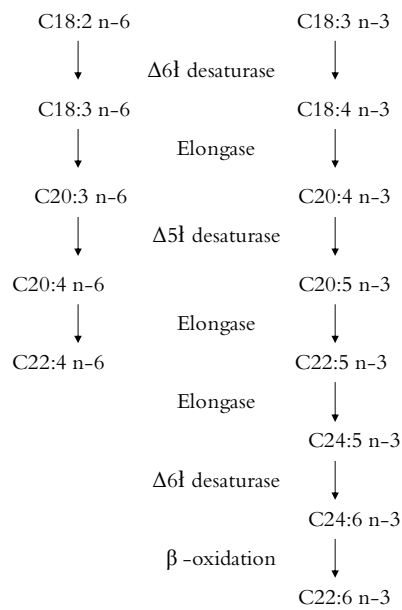 C18:2 n-6 C18:3 n-3
Δ6ł desaturase
C18:3 n-6 C18:4 n-3
Elongase
C20:3 n-6 C20:4 n-3
Δ5ł desaturase
C20:4 n-6 C20:5 n-3
Elongase
C22:4 n-6 C22:5 n-3
Elongase
C24:5 n-3
Δ6ł desaturase
C24:6 n-3
β -oxidation
C22:6 n-3